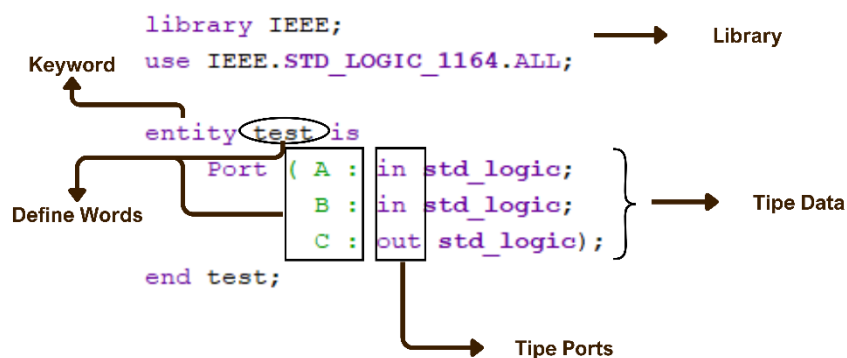 library IEEE;
Library
use IEEE.STD_LOGIC_1164.ALL;
Keyword
entity test is
Port ( A : in std_logic;
B : in std_logic;
C : out std_logic);
Define Words
Tipe Data
end test;
Tipe Ports